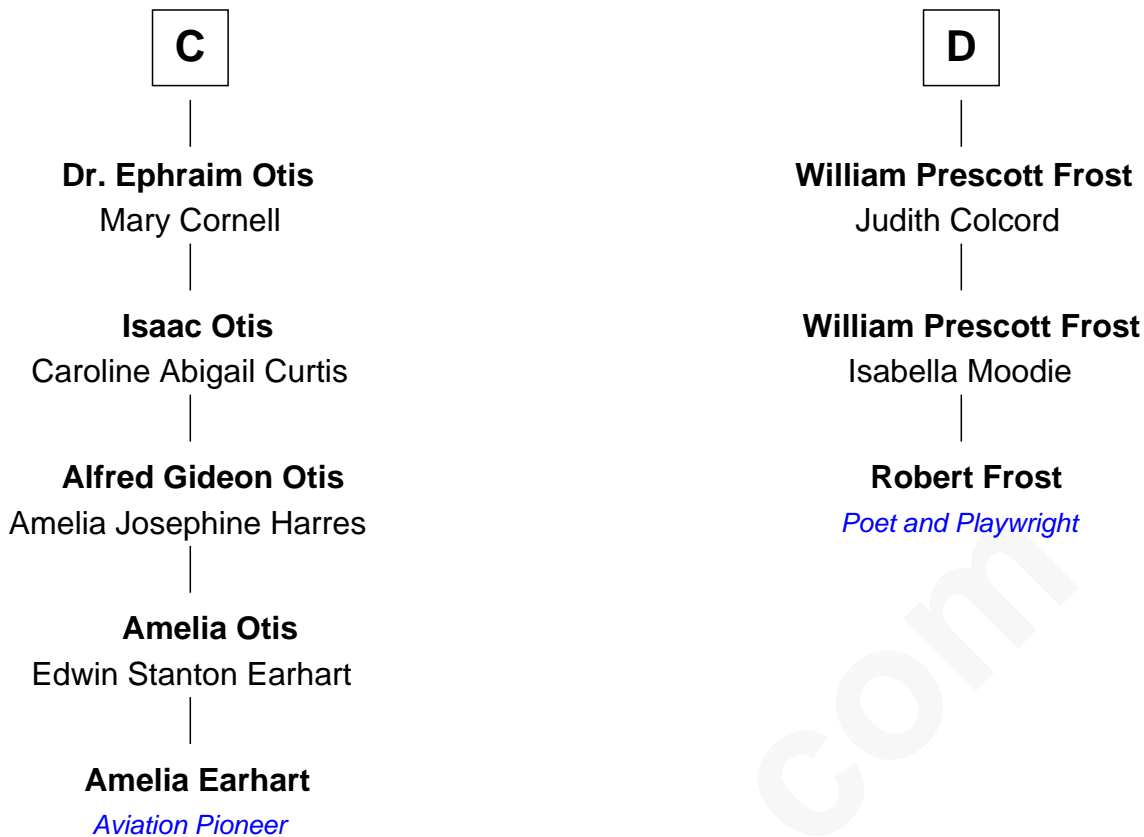 C
Dr. Ephraim Otis
Mary Cornell
Isaac Otis
Caroline Abigail Curtis
Alfred Gideon Otis
Amelia Josephine Harres
Amelia Otis
Edwin Stanton Earhart
Amelia Earhart
Aviation Pioneer
D
William Prescott Frost
Judith Colcord
William Prescott Frost
Isabella Moodie
Robert Frost
Poet and Playwright
com